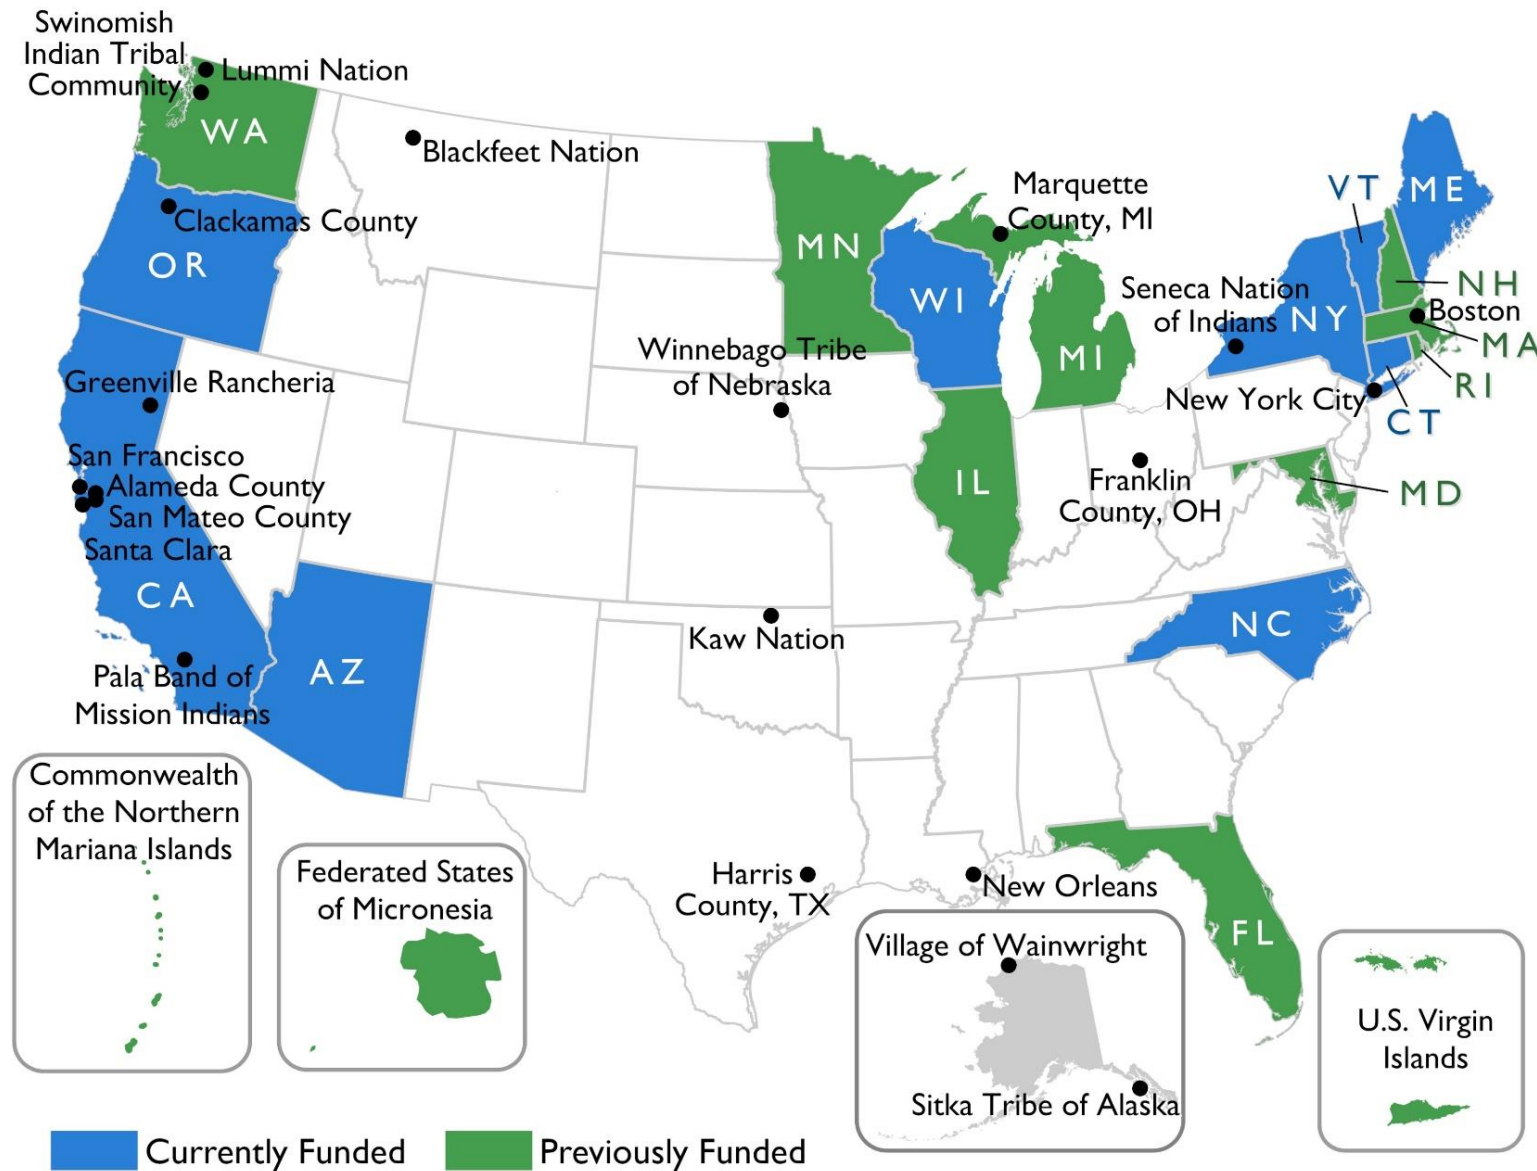 Swinomish
Indian Tribal
Community
Lummi Nation
WA
Blackfeet Nation
Clackamas County
OR
Marquette
County, MI
MN
WI
MI
VT
ME
Seneca Nation
of Indians
NY
NH
Boston
MA
RI
New York City
CT
Winnebago Tribe
of Nebraska
Greenville Rancheria
San Francisco
Alameda County
San Mateo County
Santa Clara
CA
IL
Franklin
County, OH
MD
NC
Kaw Nation
AZ
Pala Band of
Mission Indians
Commonwealth
of the Northern
Mariana Islands
Federated States
of Micronesia
Harris
County, TX
New Orleans
FL
Village of Wainwright
Sitka Tribe of Alaska
U.S. Virgin
Islands
Currently Funded
Previously Funded